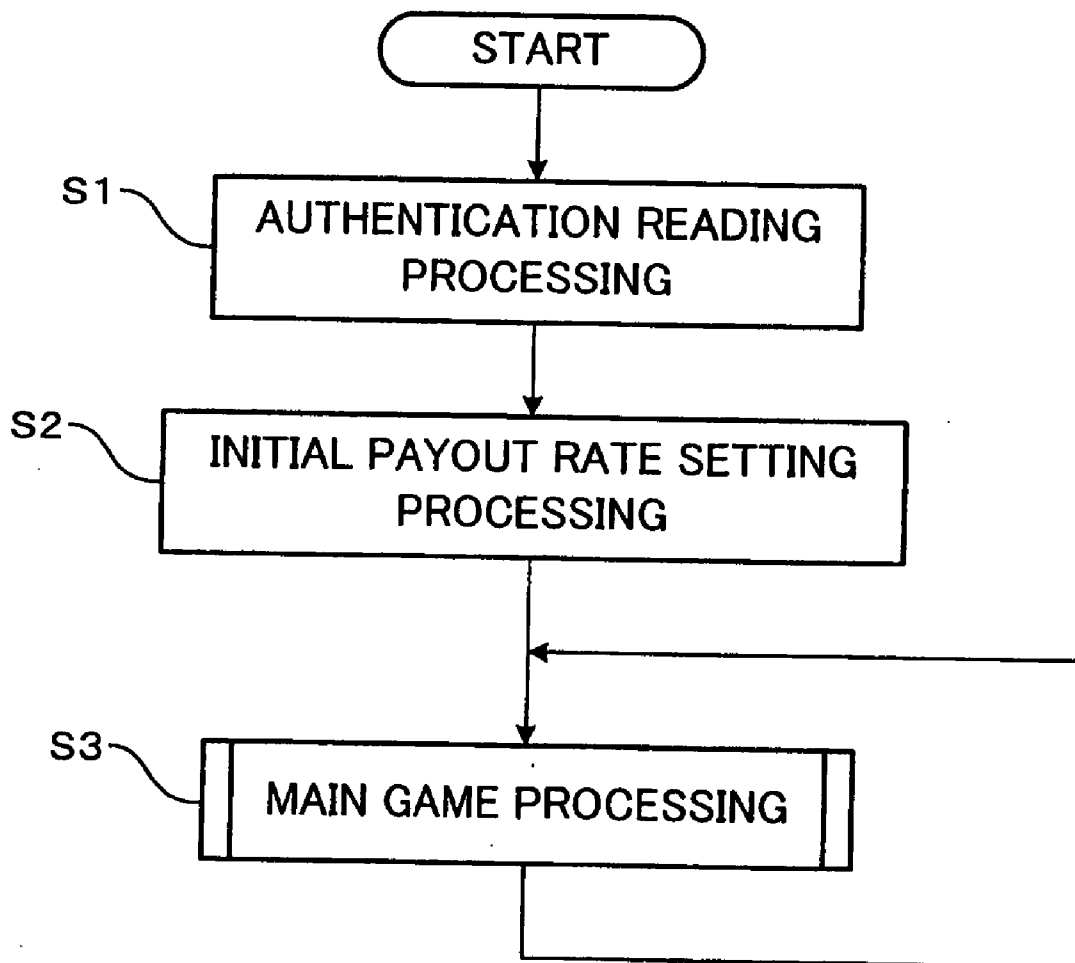 START
S1
AUTHENTICATION READING
PROCESSING
S2
INITIAL PAYOUT RATE SETTING
PROCESSING
S3
MAIN GAME PROCESSING